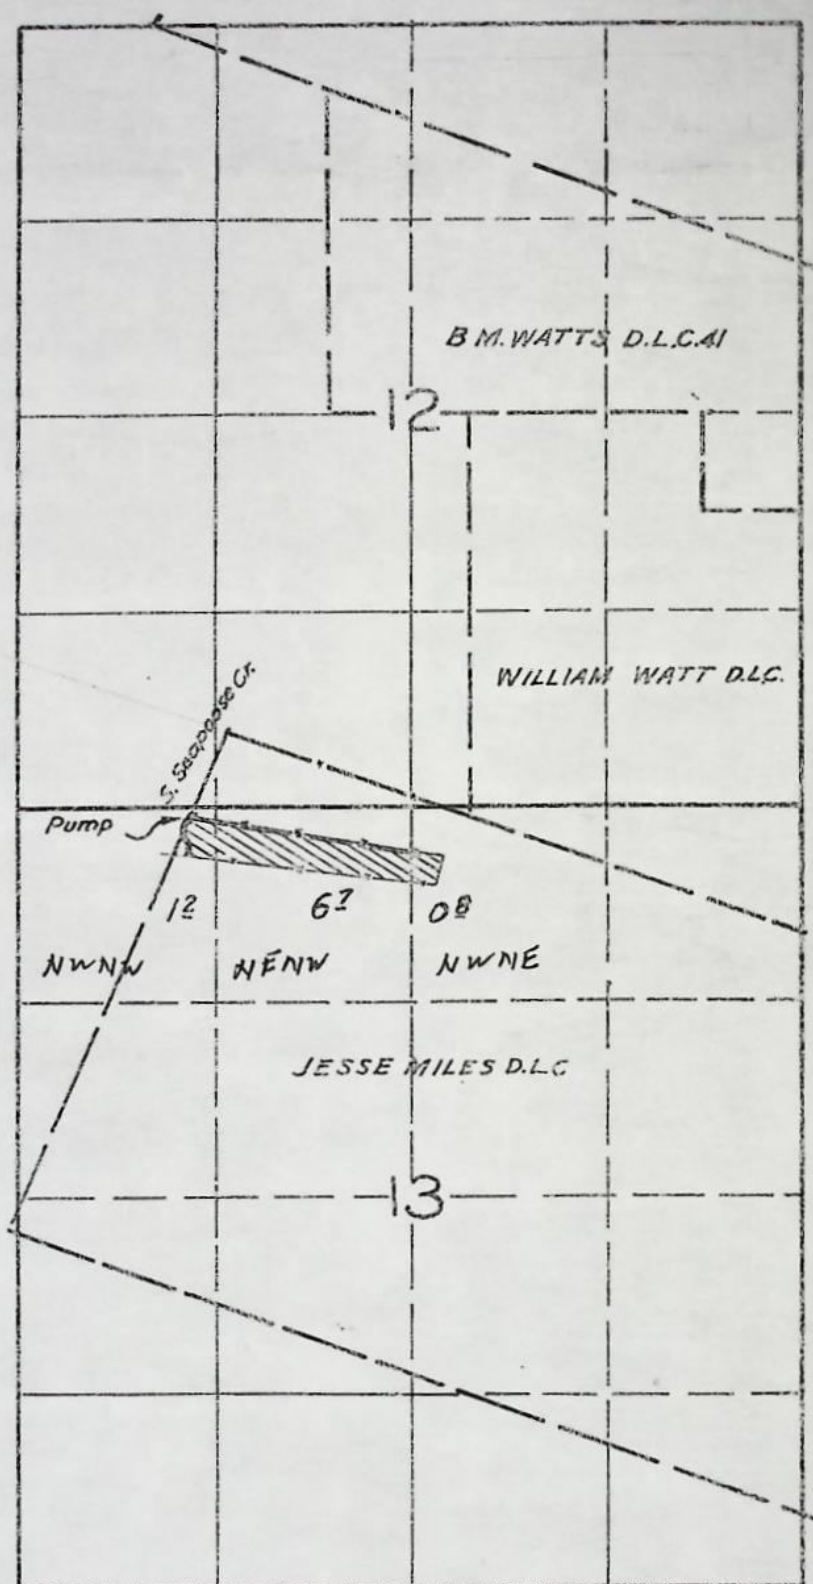 B M. WATTS D.L.C. 41
12
WILLIAM WATT D.L.C.
S. Scappoose Cr.
Pump
1 2 6 7 0 8
NWNW NENW NWNE
JESSE MILES D.L.C
13